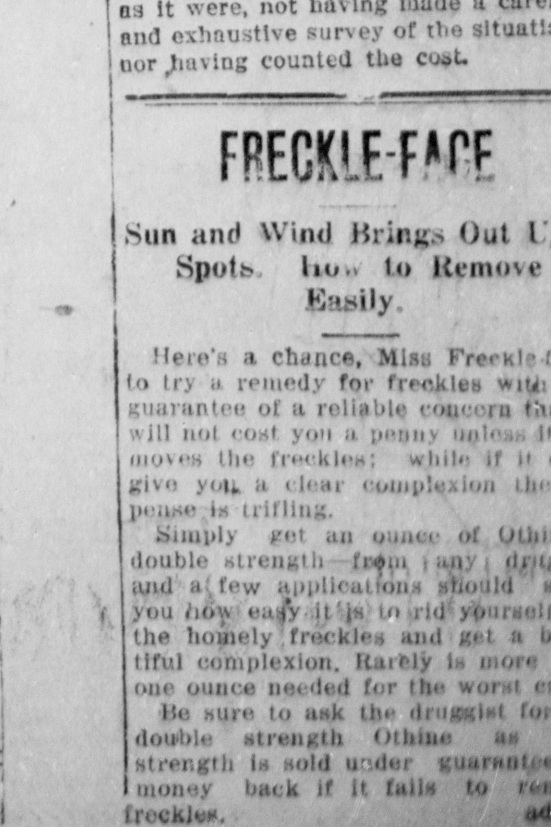 as it were, not having made a care
and exhaustive survey of the situati
nor having counted the cost.
FRECKLE-FACE
Sun and Wind Brings Out U
Spots. how to Remove
Easily.
Here's a chance, Miss Freckle-f
to try a remedy for freckles with
guarantee of a reliable concern tha
will not cost you a penny unless it
moves the freckles; while if it
give you a clear complexion the
pense is trifling.
Simply get an ounce of Othi
double strength from any drug
and a few applications should s
you how easy it is to rid yourself
the homely freckles and get a b
tiful complexion. Rarely is more
one ounce needed for the worst c
Be sure to ask the druggist for
double strength Othine as
strength is sold under guarantee
money back if it fails to rem
freckles. ad